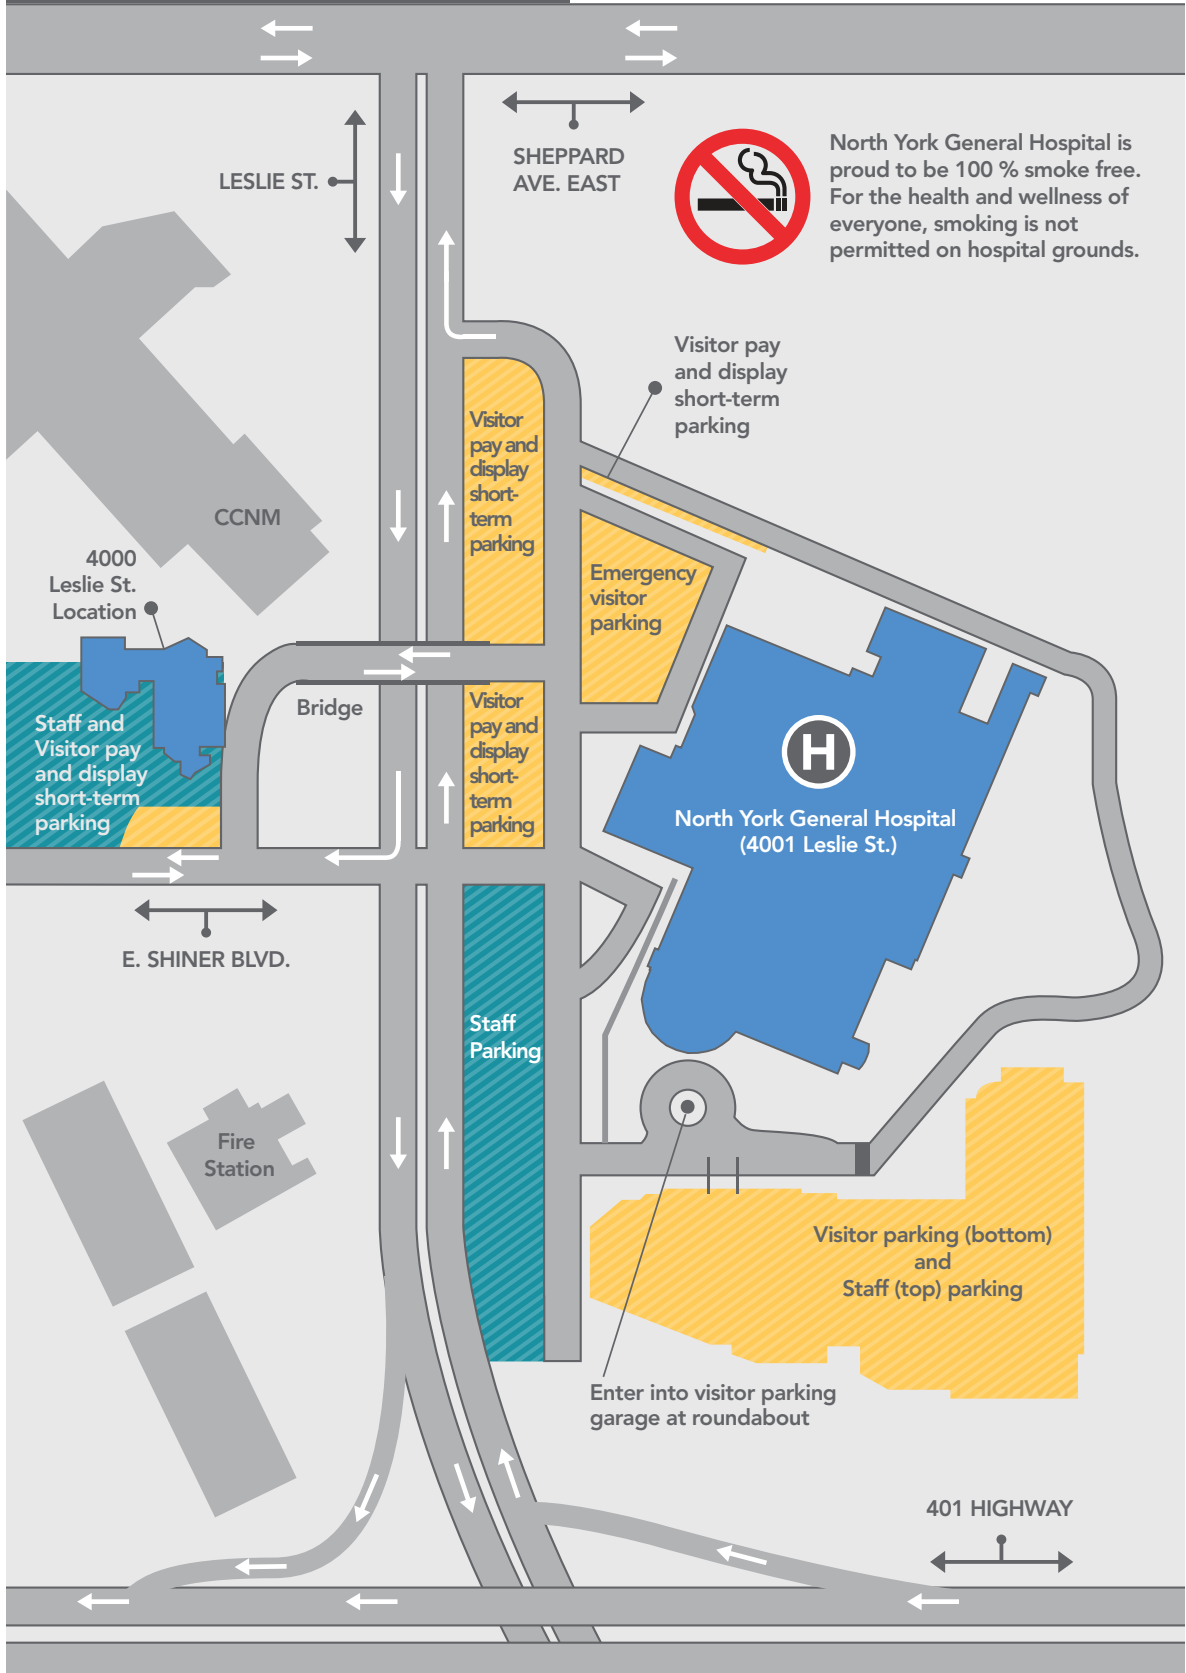 SHEPPARD
AVE. EAST
LESLIE ST.
North York General Hospital is
proud to be 100 % smoke free.
For the health and wellness of
everyone, smoking is not
permitted on hospital grounds.
Visitor pay
and display
short-term
parking
Visitor
pay and
display
short-
term
parking
CCNM
4000
Leslie St.
Location
Emergency
visitor
parking
Bridge
Staff and
Visitor pay
and display
short-term
parking
Visitor
pay and
display
short-
term
parking
H
North York General Hospital
(4001 Leslie St.)
E. SHINER BLVD.
Staff
Parking
Fire
Station
Visitor parking (bottom)
and
Staff (top) parking
Enter into visitor parking
garage at roundabout
401 HIGHWAY